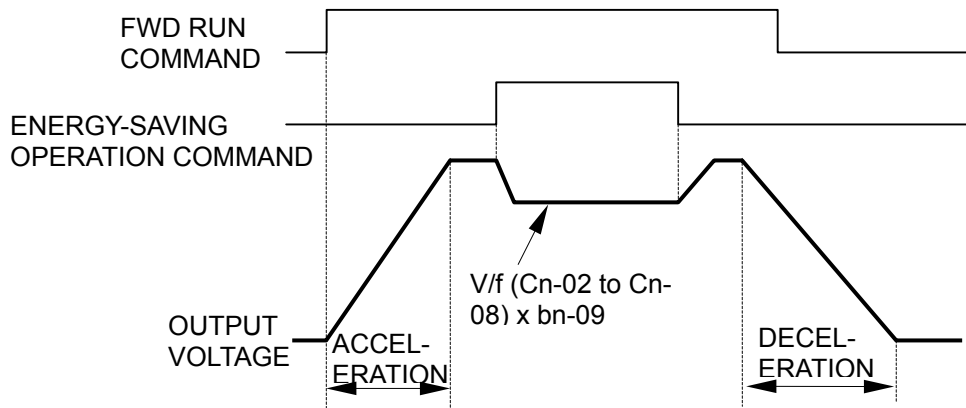 FWD RUN
COMMAND
ENERGY-SAVING
OPERATION COMMAND
V/f (Cn-02 to Cn-
08) x bn-09
OUTPUT
VOLTAGE
ACCEL-
ERATION
DECEL-
ERATION